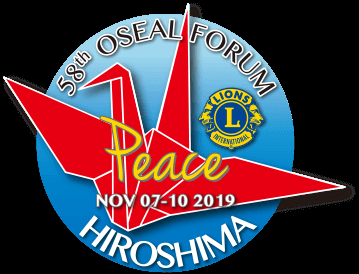 58th OSEAL FORUM
LIONS
L
INTERNATIONAL
Peace
NOV 07-10 2019
HIROSHIMA